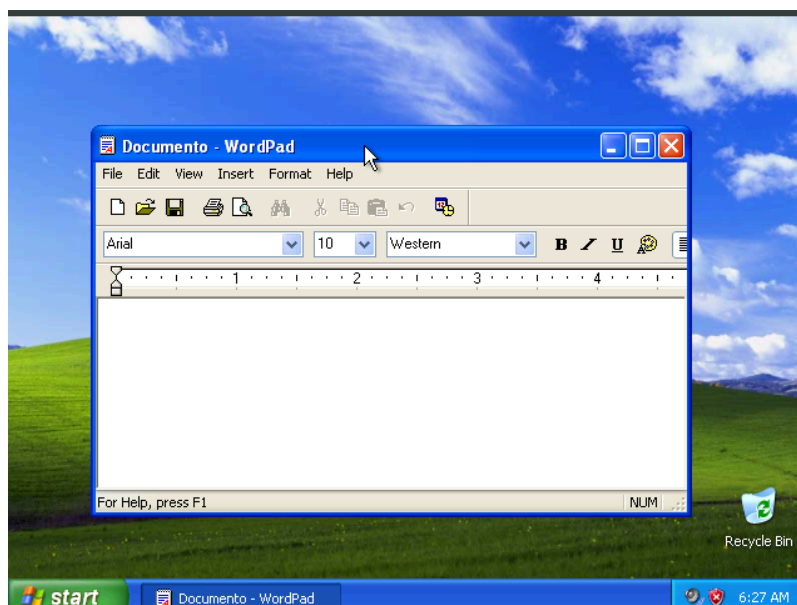 Documento - WordPad
File Edit View Insert Format Help
Arial 10 Western B / U
1 2 3 4
For Help, press F1 NUM
Recycle Bin
start Documento - WordPad 6:27 AM